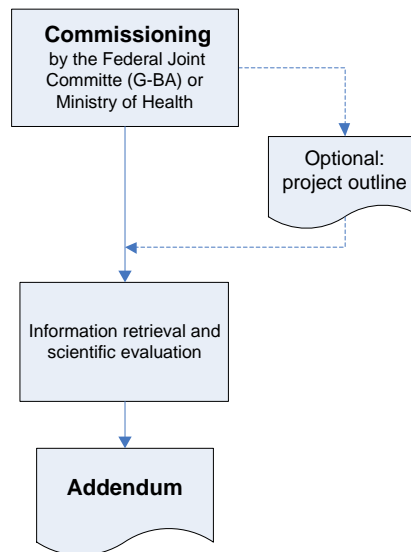 Commissioning
by the Federal Joint
Committe (G-BA) or
Ministry of Health
Optional:
project outline
Information retrieval and
scientific evaluation
Addendum